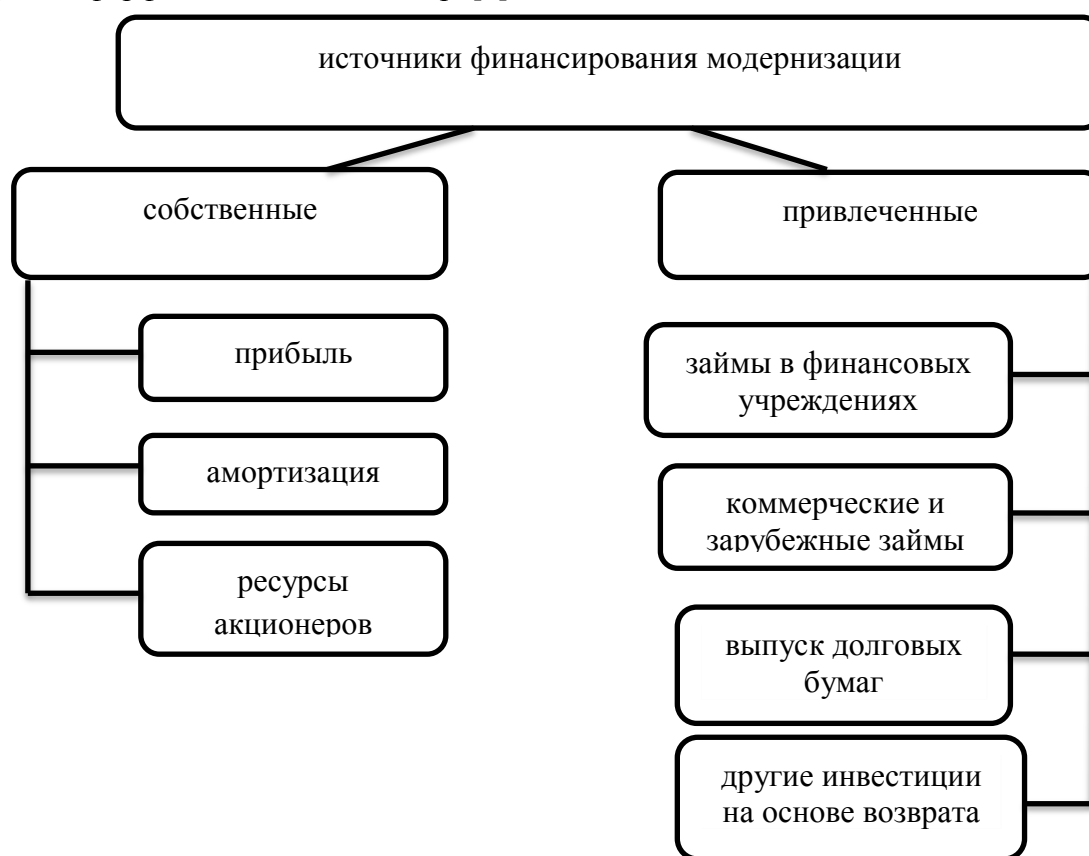 источники финансирования модернизации
собственные
привлеченные
прибыль
амортизация
ресурсы
акционеров
займы в финансовых
учреждениях
коммерческие и
зарубежные займы
выпуск долговых
бумаг
другие инвестиции
на основе возврата